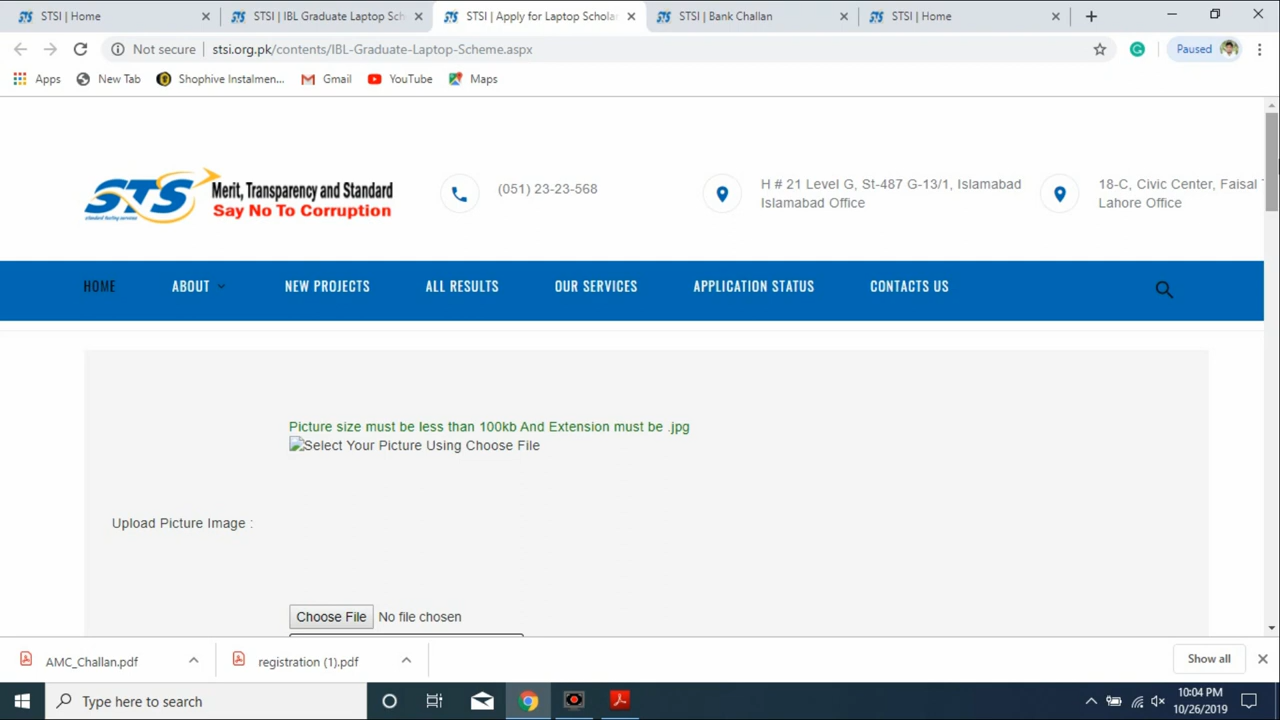 STSI | Home
STSI | IBL Graduate Laptop Sch
STSI | Apply for Laptop Scholar
STSI | Bank Challan
STSI | Home
Not secure
stsi.org.pk/contents/IBL-Graduate-Laptop-Scheme.aspx
Paused
Apps
New Tab
Shophive Instalmen...
Gmail
YouTube
Maps
STS
Merit, Transparency and Standard
Say No To Corruption
(051) 23-23-568
H # 21 Level G, St-487 G-13/1, Islamabad
Islamabad Office
18-C, Civic Center, Faisal
Lahore Office
HOME
ABOUT
NEW PROJECTS
ALL RESULTS
OUR SERVICES
APPLICATION STATUS
CONTACTS US
Picture size must be less than 100kb And Extension must be .jpg
Select Your Picture Using Choose File
Upload Picture Image :
Choose File No file chosen
AMC_Challan.pdf
registration (1).pdf
Show all
Type here to search
10:04 PM
10/26/2019